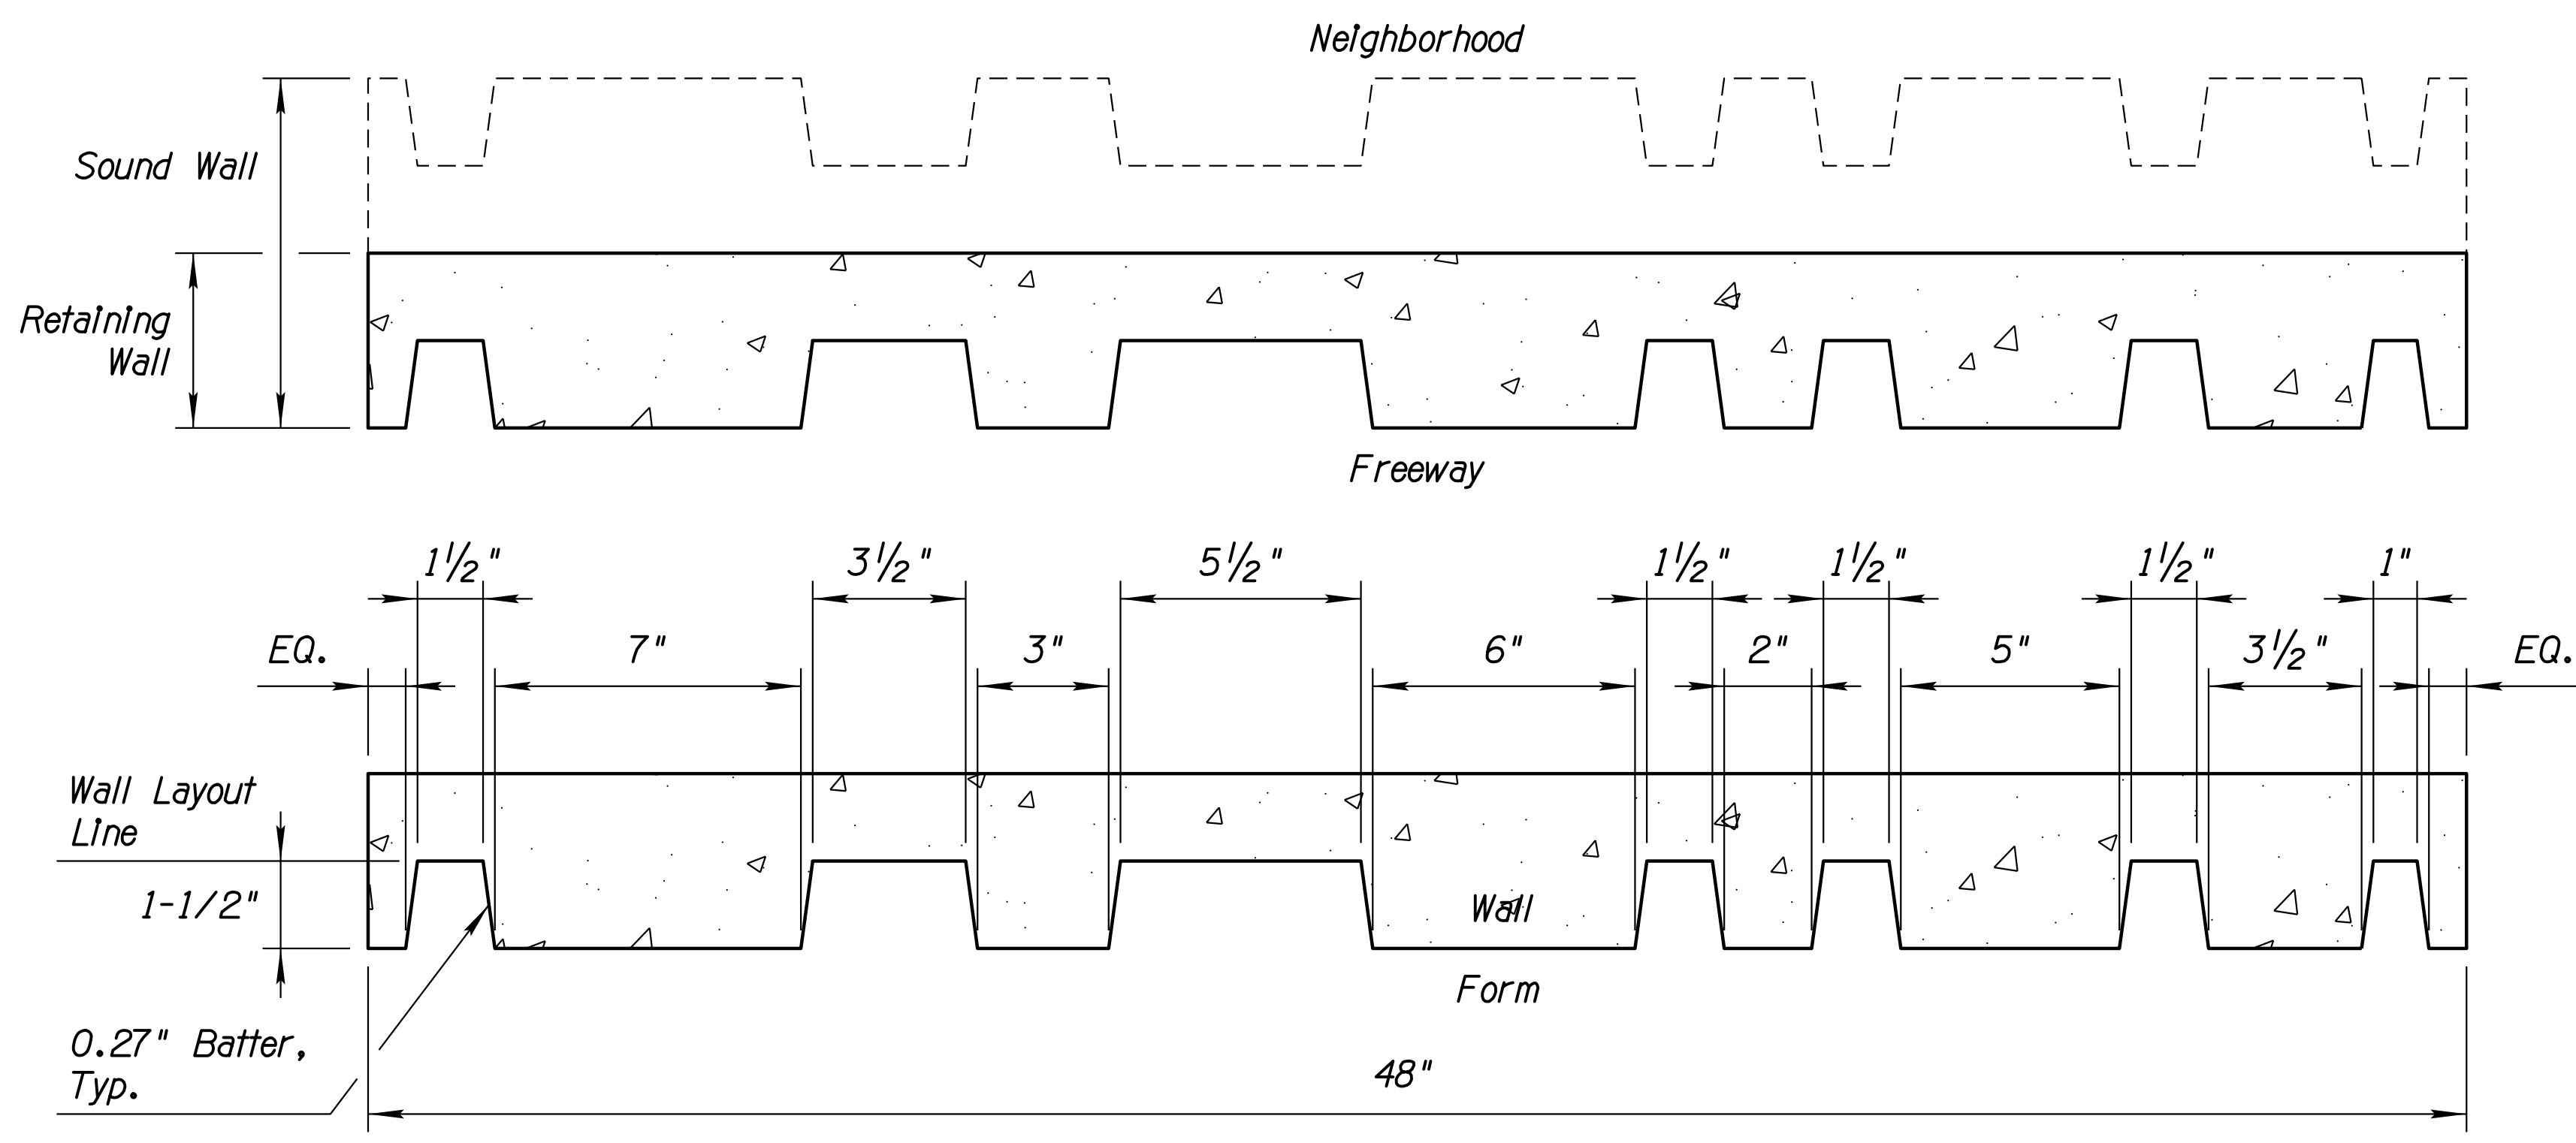 Neighborhood
Sound Wall
Retaining
Wall
Freeway
1½" 3½" 5½" 1½" 1½" 1½" 1"
EQ. 7" 3" 6" 2" 5" 3½" EQ.
Wall Layout
Line
1-1/2"
Wall
Form
0.27" Batter,
Typ.
48"